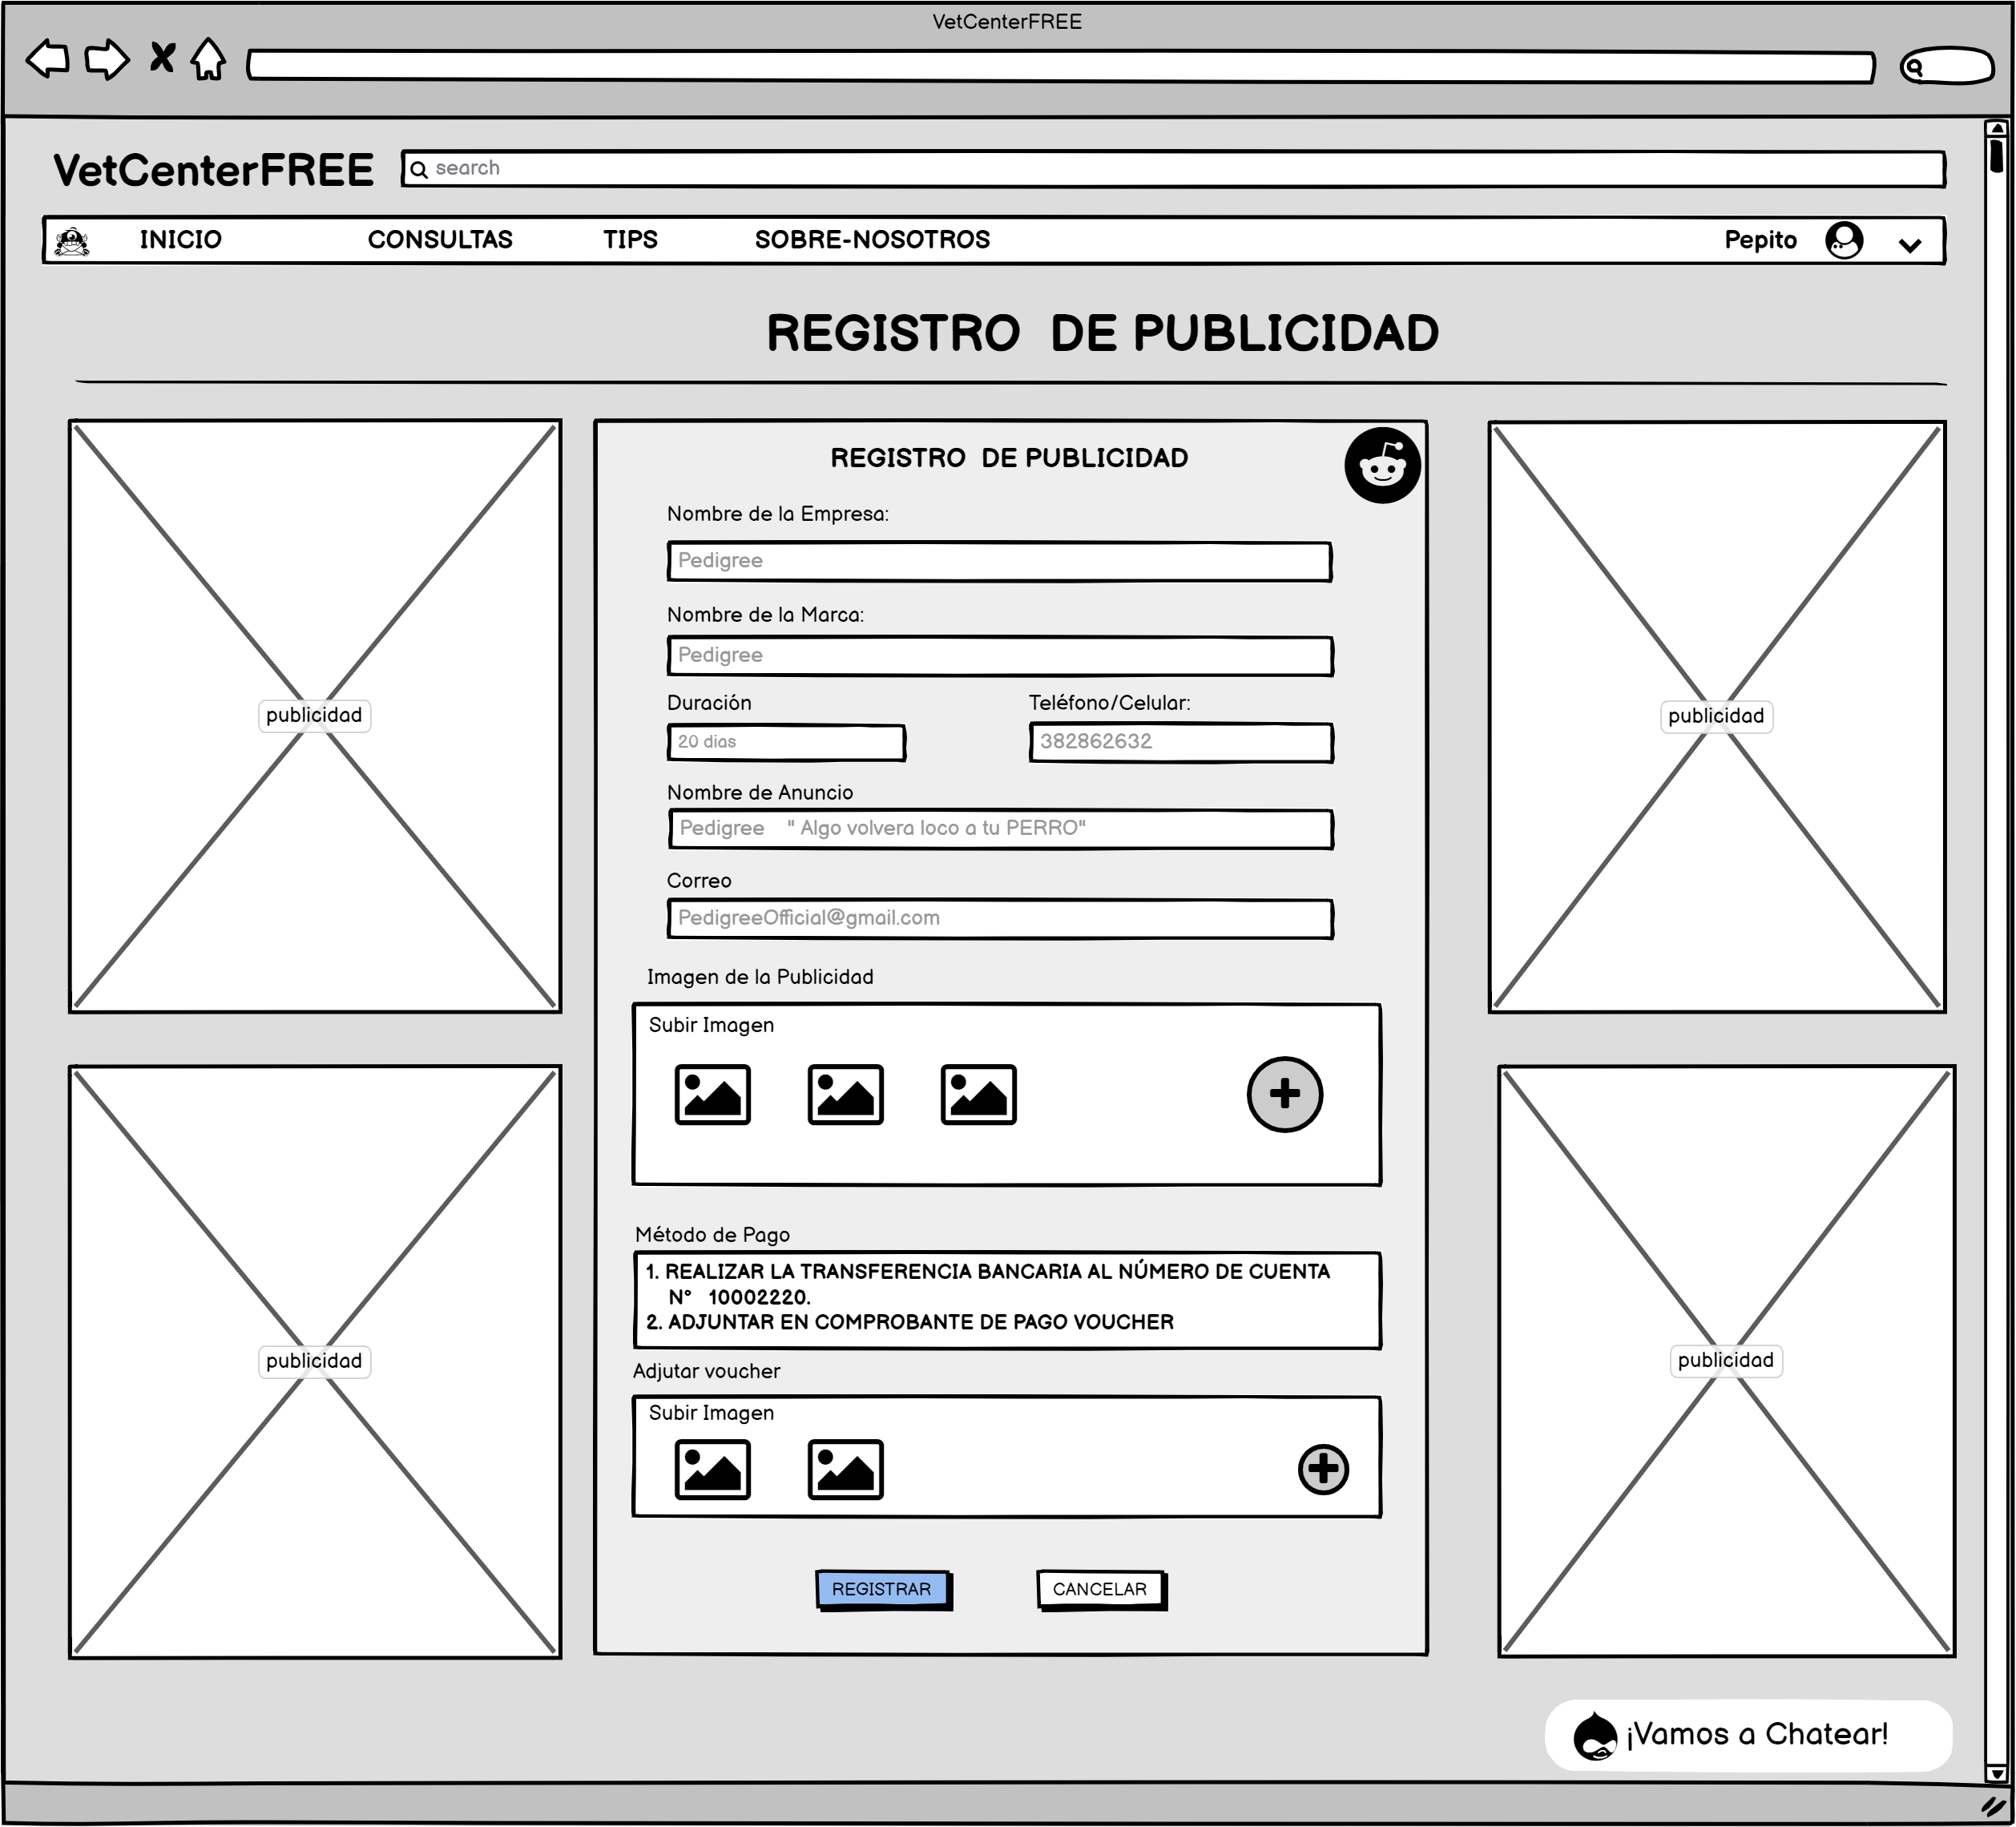 VetCenterFREE
VetCenterFREE
search
INICIO CONSULTAS TIPS SOBRE-NOSOTROS Pepito
REGISTRO DE PUBLICIDAD
publicidad
publicidad
REGISTRO DE PUBLICIDAD
Nombre de la Empresa:
Pedigree
Nombre de la Marca:
Pedigree
Duración
20 dias
Teléfono/Celular:
382862632
Nombre de Anuncio
Pedigree " Algo volvera loco a tu PERRO"
Correo
PedigreeOfficial@gmail.com
Imagen de la Publicidad
Subir Imagen
Método de Pago
1. REALIZAR LA TRANSFERENCIA BANCARIA AL NÚMERO DE CUENTA
N° 10002220.
2. ADJUNTAR EN COMPROBANTE DE PAGO VOUCHER
Adjutar voucher
Subir Imagen
REGISTRAR
CANCELAR
publicidad
publicidad
¡Vamos a Chatear!